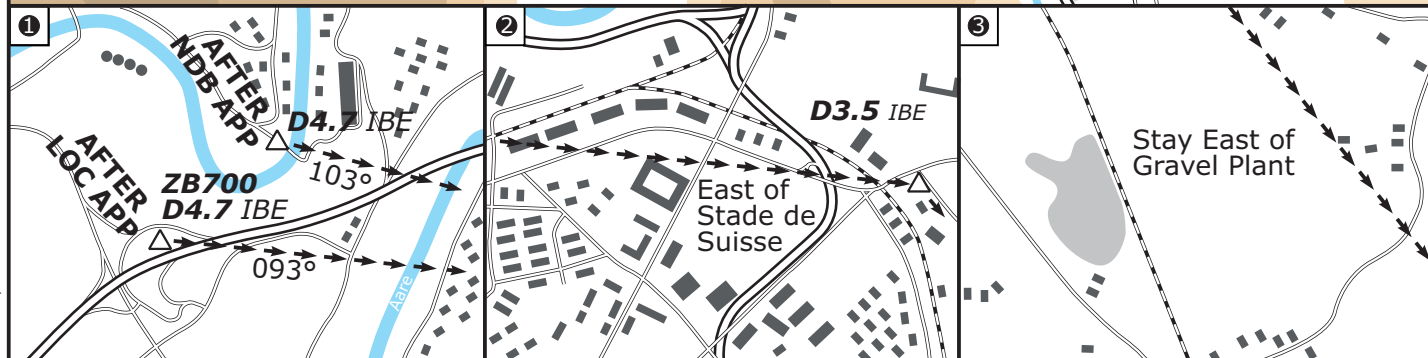 ❶
AFTER
NDB APP
D4.7 IBE
103°
AFTER
LOC APP
ZB700
D4.7 IBE
093°
Aare
❷
D3.5 IBE
East of
Stade de
Suisse
❸
Stay East of
Gravel Plant